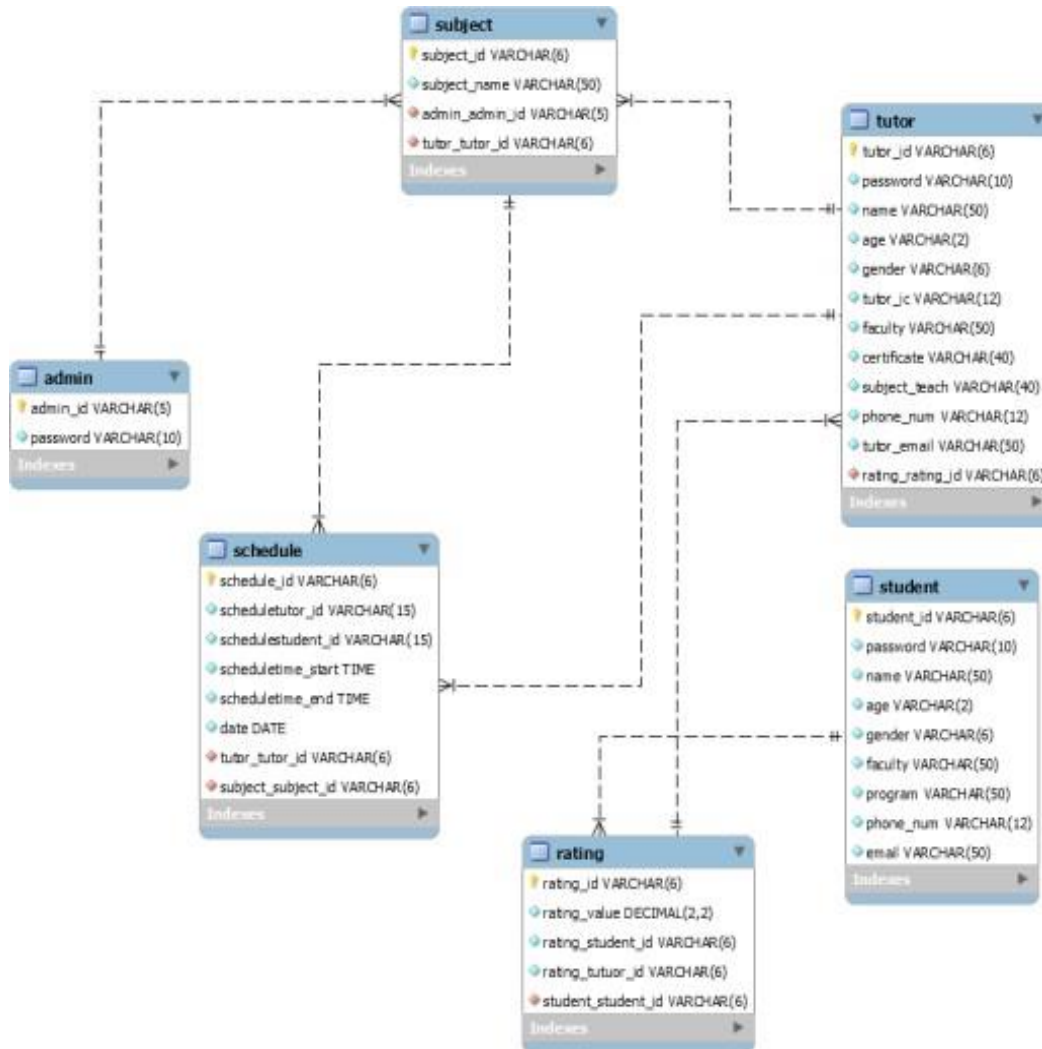 subject
subject_id VARCHAR(6)
subject_name VARCHAR(50)
admin_admin_id VARCHAR(5)
tutor_tutor_id VARCHAR(6)
Indexes
tutor
tutor_id VARCHAR(6)
password VARCHAR(10)
name VARCHAR(50)
age VARCHAR(2)
gender VARCHAR(6)
tutor_ic VARCHAR(12)
faculty VARCHAR(50)
certificate VARCHAR(40)
subject_teach VARCHAR(40)
phone_num VARCHAR(12)
tutor_email VARCHAR(50)
rating_rating_id VARCHAR(6)
Indexes
admin
admin_id VARCHAR(5)
password VARCHAR(10)
Indexes
schedule
schedule_id VARCHAR(6)
scheduletutor_id VARCHAR(15)
schedulestudent_id VARCHAR(15)
scheduletime_start TIME
scheduletime_end TIME
date DATE
tutor_tutor_id VARCHAR(6)
subject_subject_id VARCHAR(6)
Indexes
student
student_id VARCHAR(6)
password VARCHAR(10)
name VARCHAR(50)
age VARCHAR(2)
gender VARCHAR(6)
faculty VARCHAR(50)
program VARCHAR(50)
phone_num VARCHAR(12)
email VARCHAR(50)
Indexes
rating
rating_id VARCHAR(6)
rating_value DECIMAL(2,2)
rating_student_id VARCHAR(6)
rating_tutuor_id VARCHAR(6)
student_student_id VARCHAR(6)
Indexes